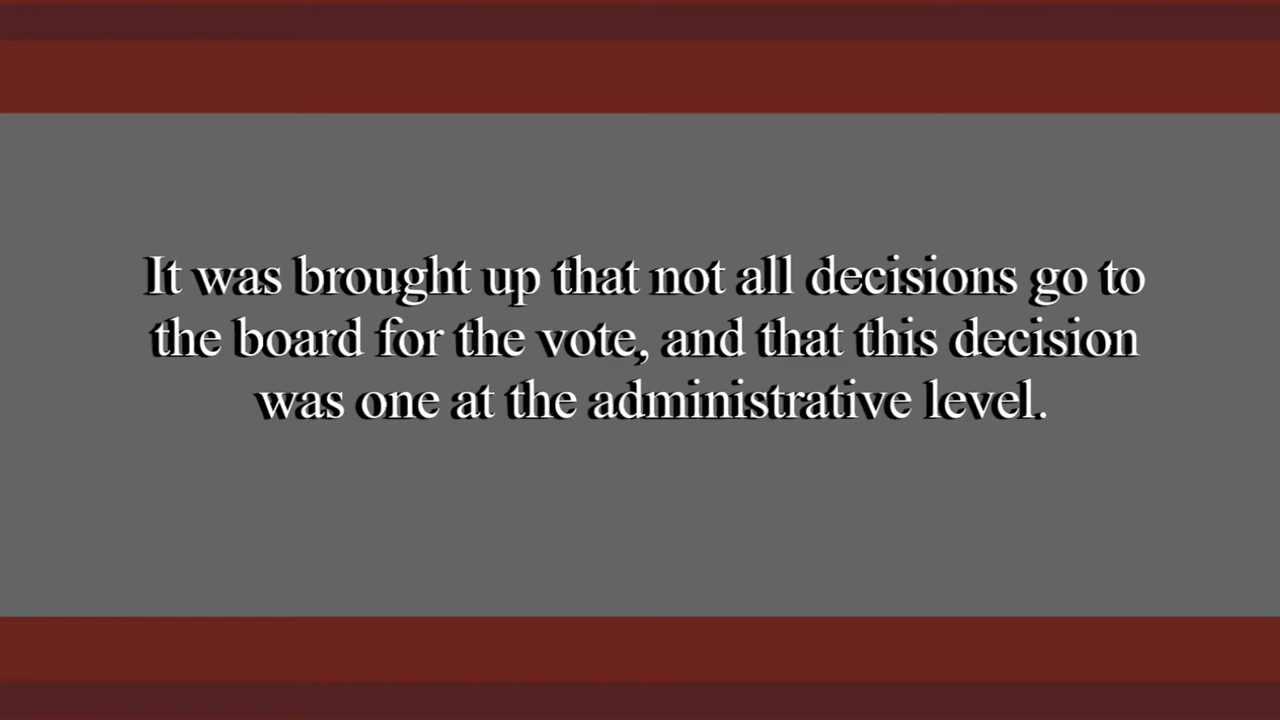 It was brought up that not all decisions go to
the board for the vote, and that this decision
was one at the administrative level.